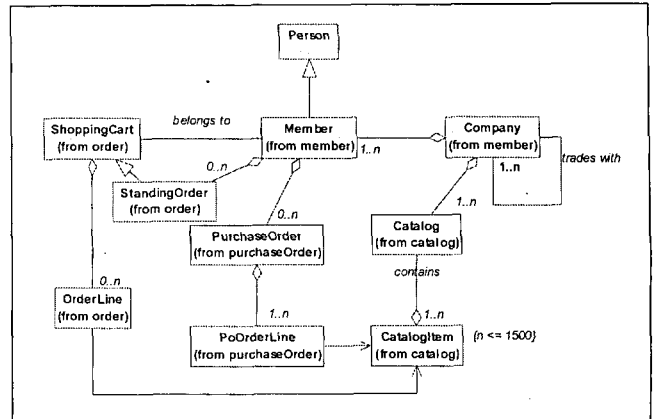 Person
belongs to
ShoppingCart
(from order)
Member
(from member)
1..n
Company
(from member)
1..n
trades with
0..n
StandingOrder
(from order)
0..n
1..n
PurchaseOrder
(from purchaseOrder)
Catalog
(from catalog)
contains
0..n
OrderLine
(from order)
1..n
1..n
PoOrderLine
(from purchaseOrder)
CatalogItem
(from catalog)
{n <= 1500}